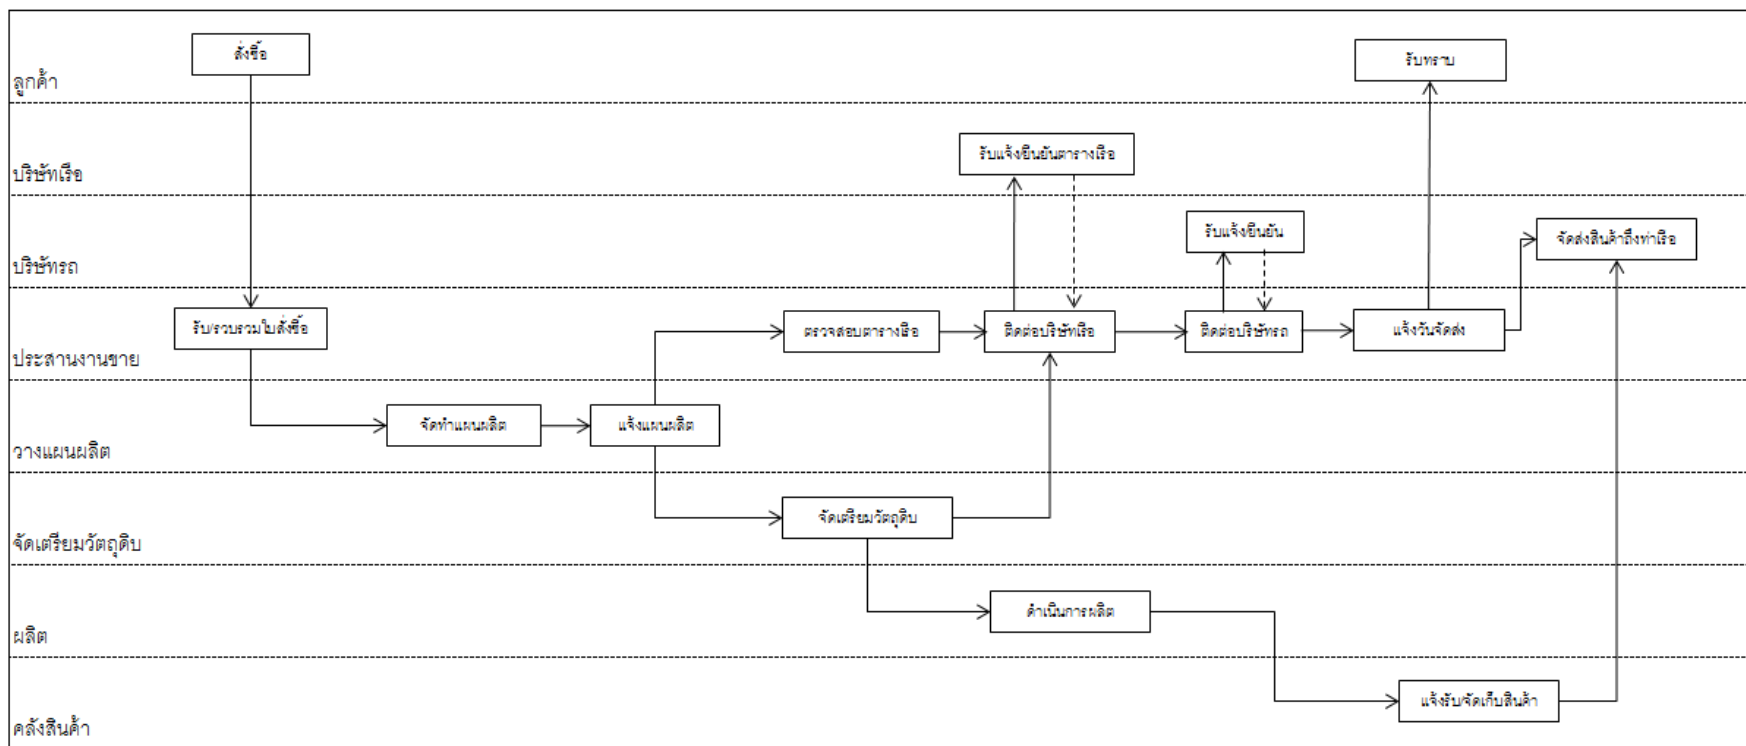 สั่งซื้อ
รับทราบ
ลูกค้า
รับแจ้ง/ยืนยันตารางเรือ
บริษัทเรือ
รับแจ้ง/ยืนยัน
จัดส่งสินค้าถึงท่าเรือ
บริษัทรถ
รับ/รวบรวมใบสั่งซื้อ
ตรวจสอบตารางเรือ
ติดต่อบริษัทเรือ
ติดต่อบริษัทรถ
แจ้งวันจัดส่ง
ประสานงานขาย
จัดทำแผนผลิต
แจ้งแผนผลิต
วางแผนผลิต
จัดเตรียมวัตถุดิบ
จัดเตรียมวัตถุดิบ
ดำเนินการผลิต
ผลิต
แจ้งรับ/จัดเก็บสินค้า
คลังสินค้า